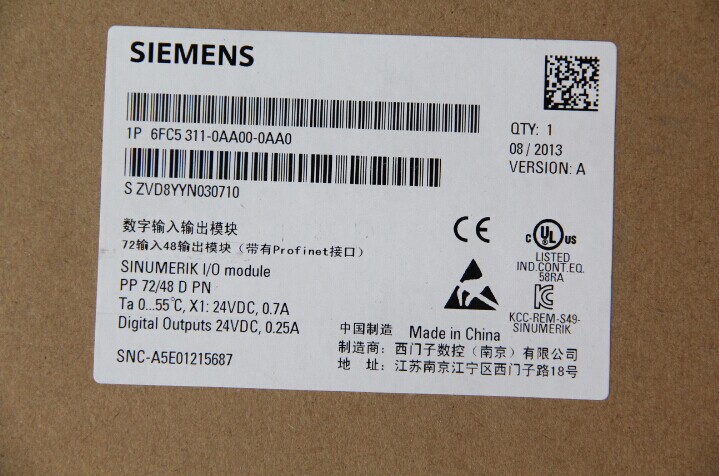 SIEMENS
1P 6FC5 311-0AA00-0AA0
QTY: 1
08 / 2013
VERSION: A
S ZVD8YYN030710
数字输入输出模块
72输入48输出模块（带有Profinet接口）
SINUMERIK I/O module
PP 72/48 D PN
Ta 0...55℃, X1: 24VDC, 0.7A
Digital Outputs 24VDC, 0.25A
SNC-A5E01215687
CE
C UL US
LISTED
IND.CONT.EQ.
58RA
KCC-REM-S49-
SINUMERIK
中国制造 Made in China
制造商：西门子数控（南京）有限公司
地 址：江苏南京江宁区西门子路18号